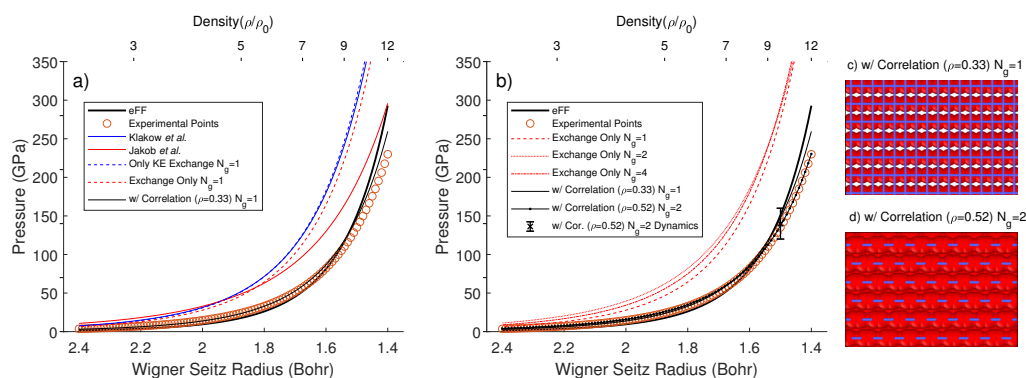 Density(ρ/ρ0)
3 5 7 9 12
350
300
250
200
150
100
50
0
Pressure (GPa)
a)
eFF
Experimental Points
Klakow et al.
Jakob et al.
Only KE Exchange Ng=1
Exchange Only Ng=1
w/ Correlation (ρ=0.33) Ng=1
2.4 2.2 2 1.8 1.6 1.4
Wigner Seitz Radius (Bohr)
Density(ρ/ρ0)
3 5 7 9 12
350
300
250
200
150
100
50
0
Pressure (GPa)
b)
eFF
Experimental Points
Exchange Only Ng=1
Exchange Only Ng=2
Exchange Only Ng=4
w/ Correlation (ρ=0.33) Ng=1
w/ Correlation (ρ=0.52) Ng=2
w/ Cor. (ρ=0.52) Ng=2 Dynamics
2.4 2.2 2 1.8 1.6 1.4
Wigner Seitz Radius (Bohr)
c) w/ Correlation (ρ=0.33) Ng=1
d) w/ Correlation (ρ=0.52) Ng=2